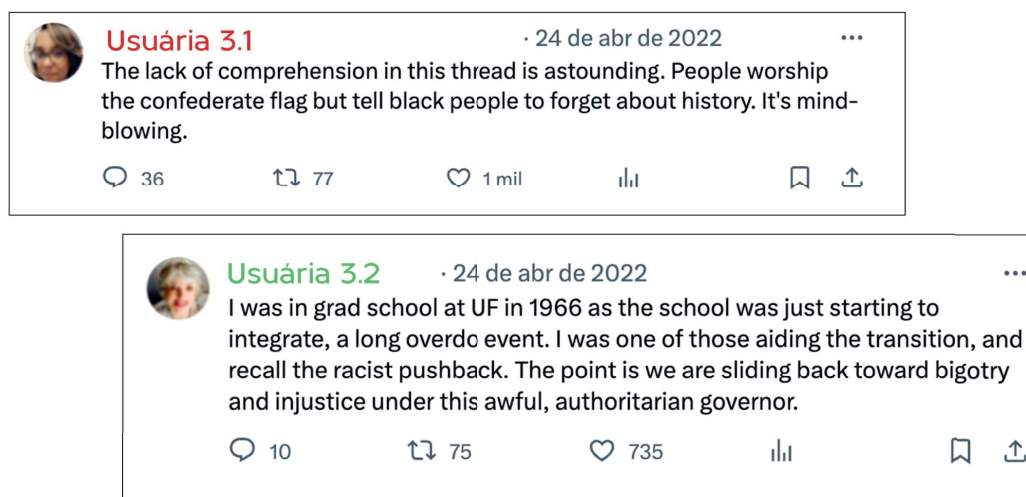 Usuária 3.1 · 24 de abr de 2022 ...
The lack of comprehension in this thread is astounding. People worship
the confederate flag but tell black people to forget about history. It's mind-
blowing.
36 77 1 mil
Usuária 3.2 · 24 de abr de 2022 ...
I was in grad school at UF in 1966 as the school was just starting to
integrate, a long overdo event. I was one of those aiding the transition, and
recall the racist pushback. The point is we are sliding back toward bigotry
and injustice under this awful, authoritarian governor.
10 75 735